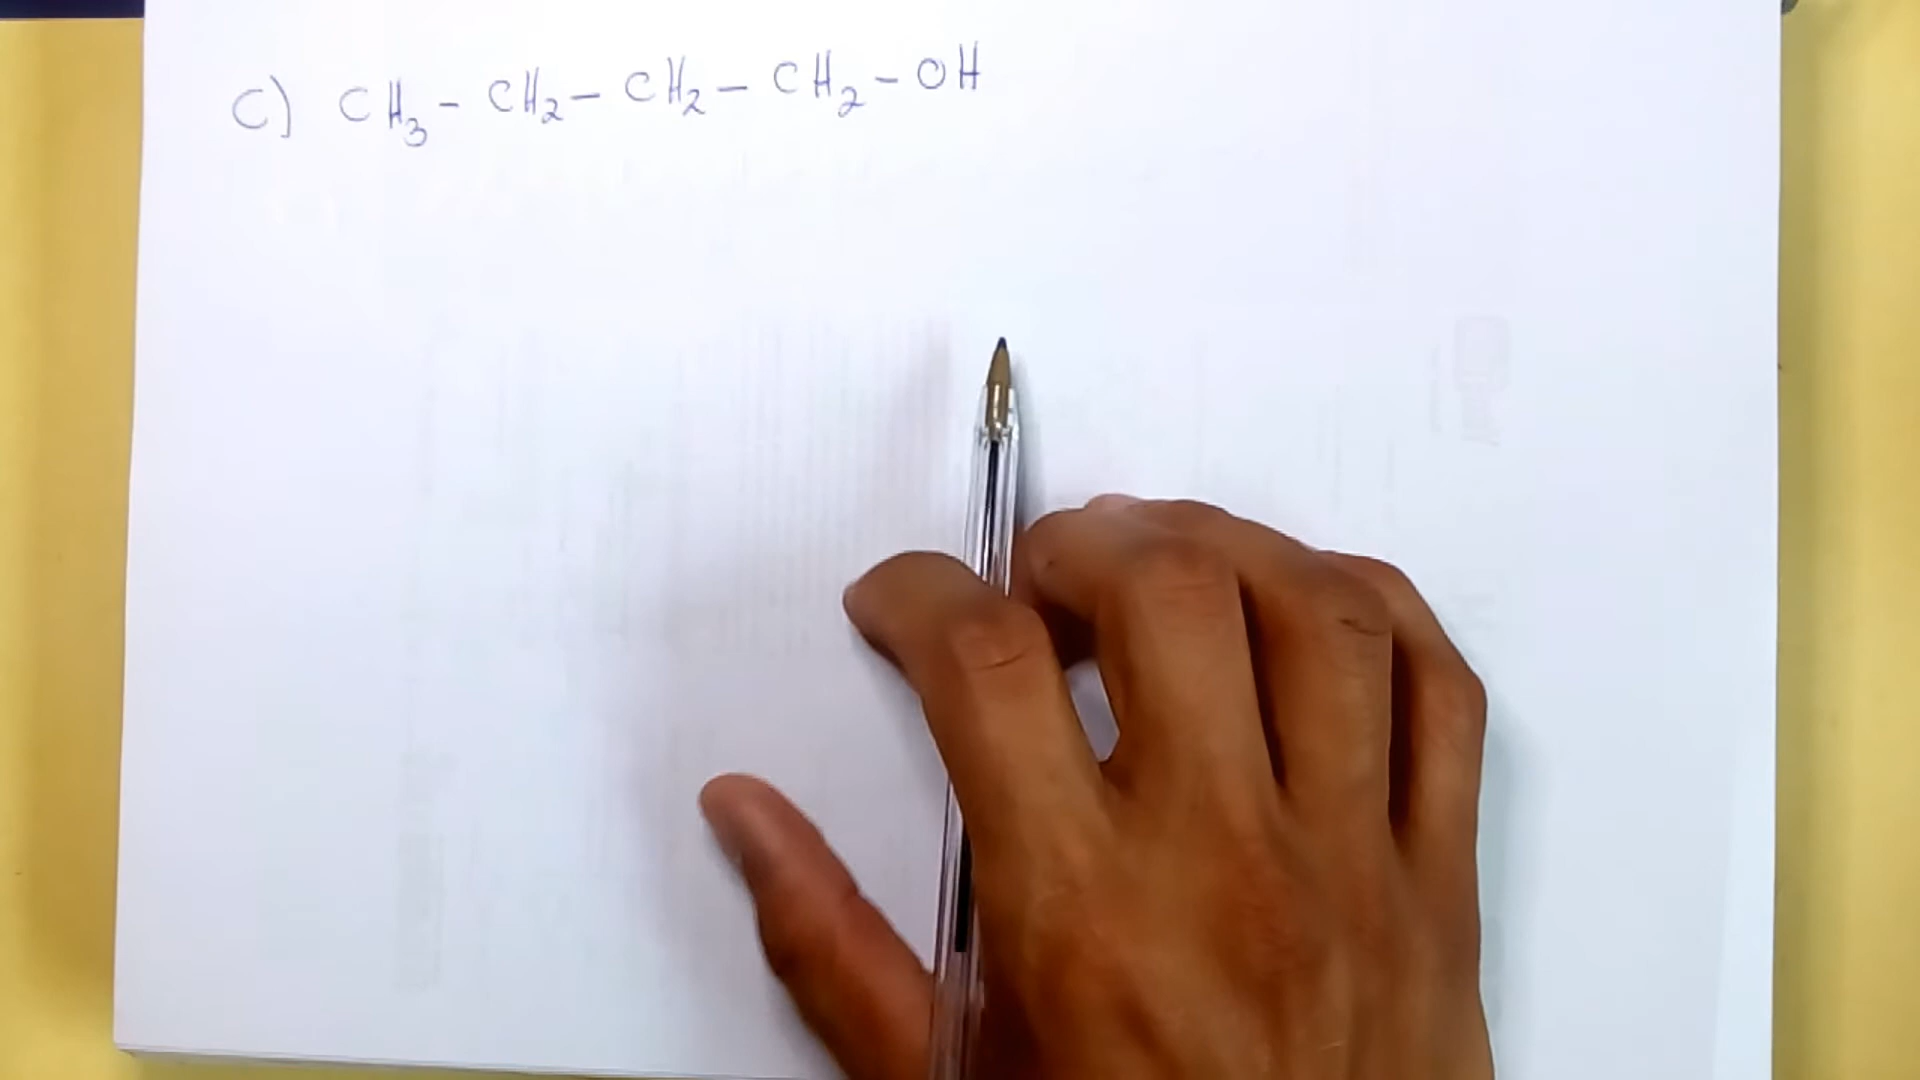 C) CH₃ - CH₂ - CH₂ - CH₂ - OH